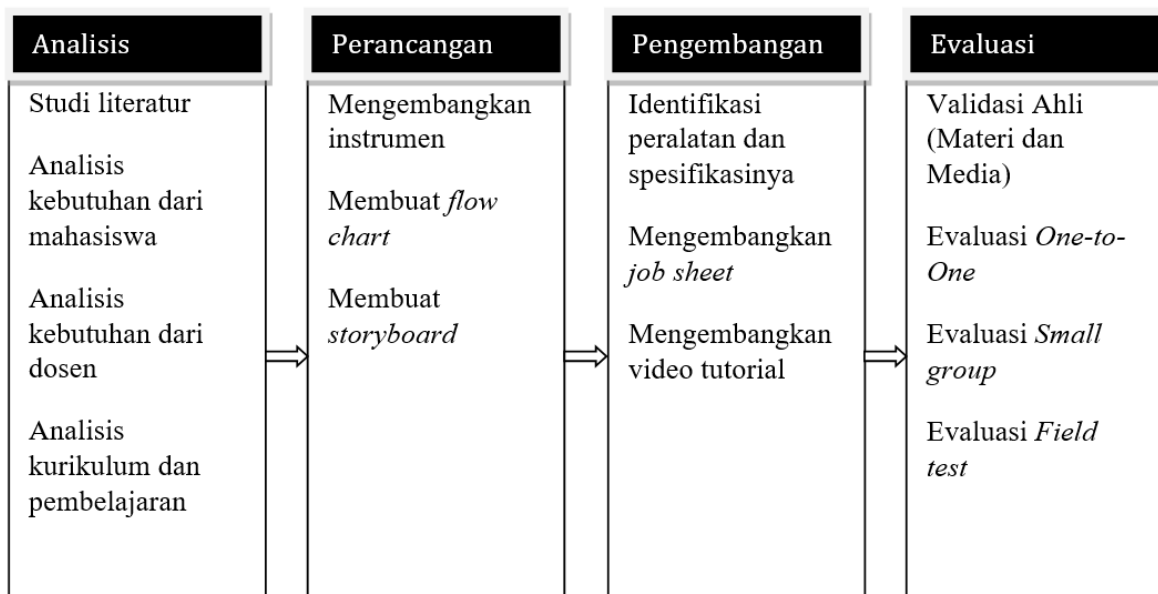 Analisis
Studi literatur
Analisis
kebutuhan dari
mahasiswa
Analisis
kebutuhan dari
dosen
Analisis
kurikulum dan
pembelajaran
Perancangan
Mengembangkan
instrumen
Membuat flow
chart
Membuat
storyboard
Pengembangan
Identifikasi
peralatan dan
spesifikasinya
Mengembangkan
job sheet
Mengembangkan
video tutorial
Evaluasi
Validasi Ahli
(Materi dan
Media)
Evaluasi One-to-
One
Evaluasi Small
group
Evaluasi Field
test